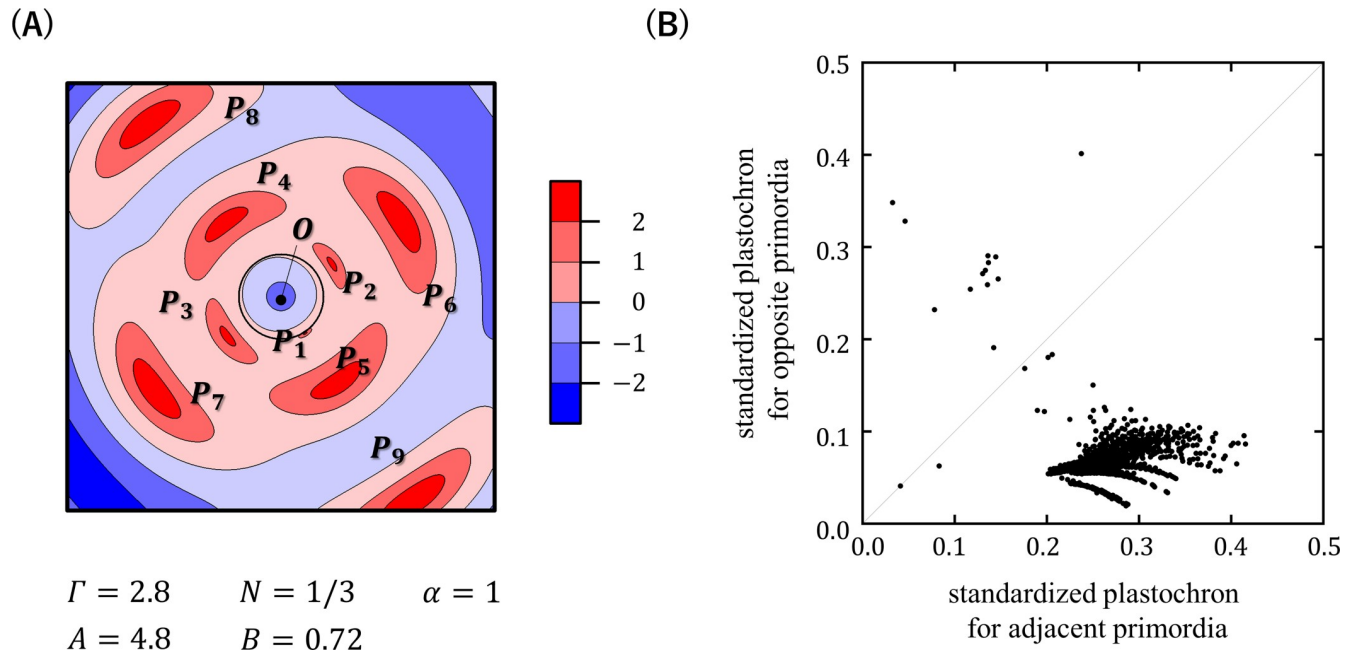 (A)
P8
P4
O
P2
P3
P6
P1
P5
P7
P9
2
1
0
−1
−2
Γ = 2.8 N = 1/3 α = 1
A = 4.8 B = 0.72
(B)
0.5
0.4
0.3
0.2
0.1
0.0
0.0 0.1 0.2 0.3 0.4 0.5
standardized plastochron
for opposite primordia
standardized plastochron
for adjacent primordia